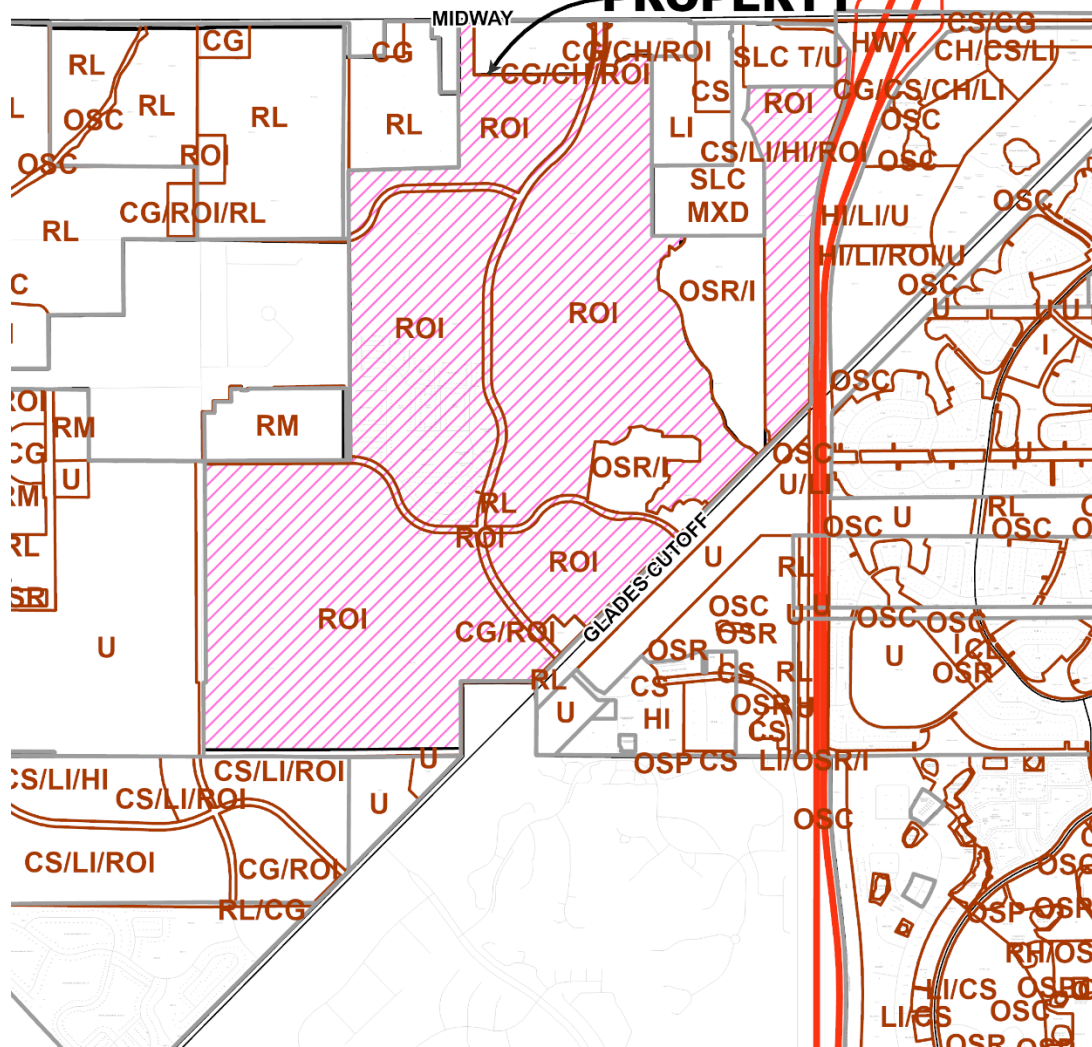 PROPERTY
MIDWAY
CS/CG
CG
HWY
CH/CS/LI
CG
CG/CH/ROI
SLC T/U
RL
CG/CH/ROI
CS
CG/CS/CH/LI
RL
ROI
L
OSC
RL
RL
ROI
LI
OSC
ROI
CS/LI/HI/ROI
OSC
OSC
SLC
MXD
OSC
CG/ROI/RL
HI/LI/U
RL
HI/LI/ROI/U
C
OSR/I
OSC
U
U
U
ROI
ROI
I
OSC
RM
RM
CG
OSC
U
OSR/I
U
U/LI
RM
RL
RL
U
OSC
OSC
GLADES CUTOFF
ROI
RL
ROI
U
RL
SRI
OSC
U
U
OSC
OSC
ROI
CG/ROI
OSR
I
CL
U
OSR
U
OSR
CS
RL
RL
CS
U
HI
OSR
CS
U
CS/LI/HI
CS/LI/ROI
OSP
CS
LI/OSR/I
CS/LI/ROI
U
OSC
CS/LI/ROI
CG/ROI
OSC
RL/CG
OSP
OSR
RH/OS
LI/CS
OSP
LI/CS
OSC
OSR
OSP